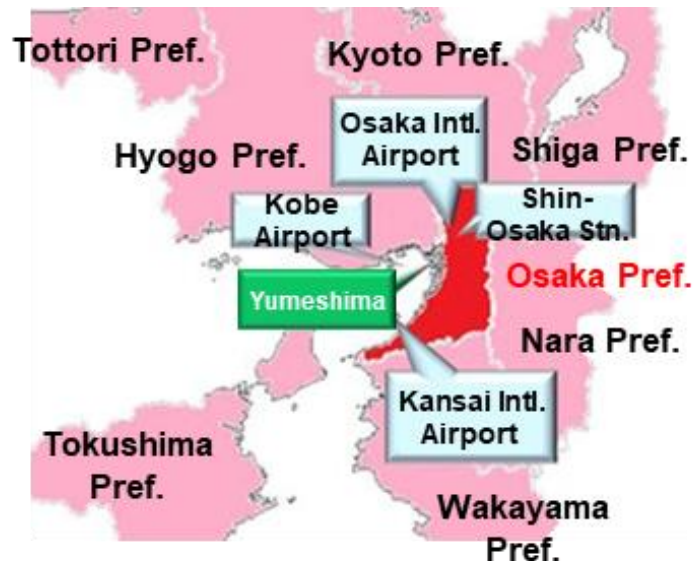 Tottori Pref.
Kyoto Pref.
Osaka Intl.
Airport
Hyogo Pref.
Shiga Pref.
Kobe
Airport
Shin-
Osaka Stn.
Yumeshima
Osaka Pref.
Nara Pref.
Kansai Intl.
Airport
Tokushima
Pref.
Wakayama
Pref.